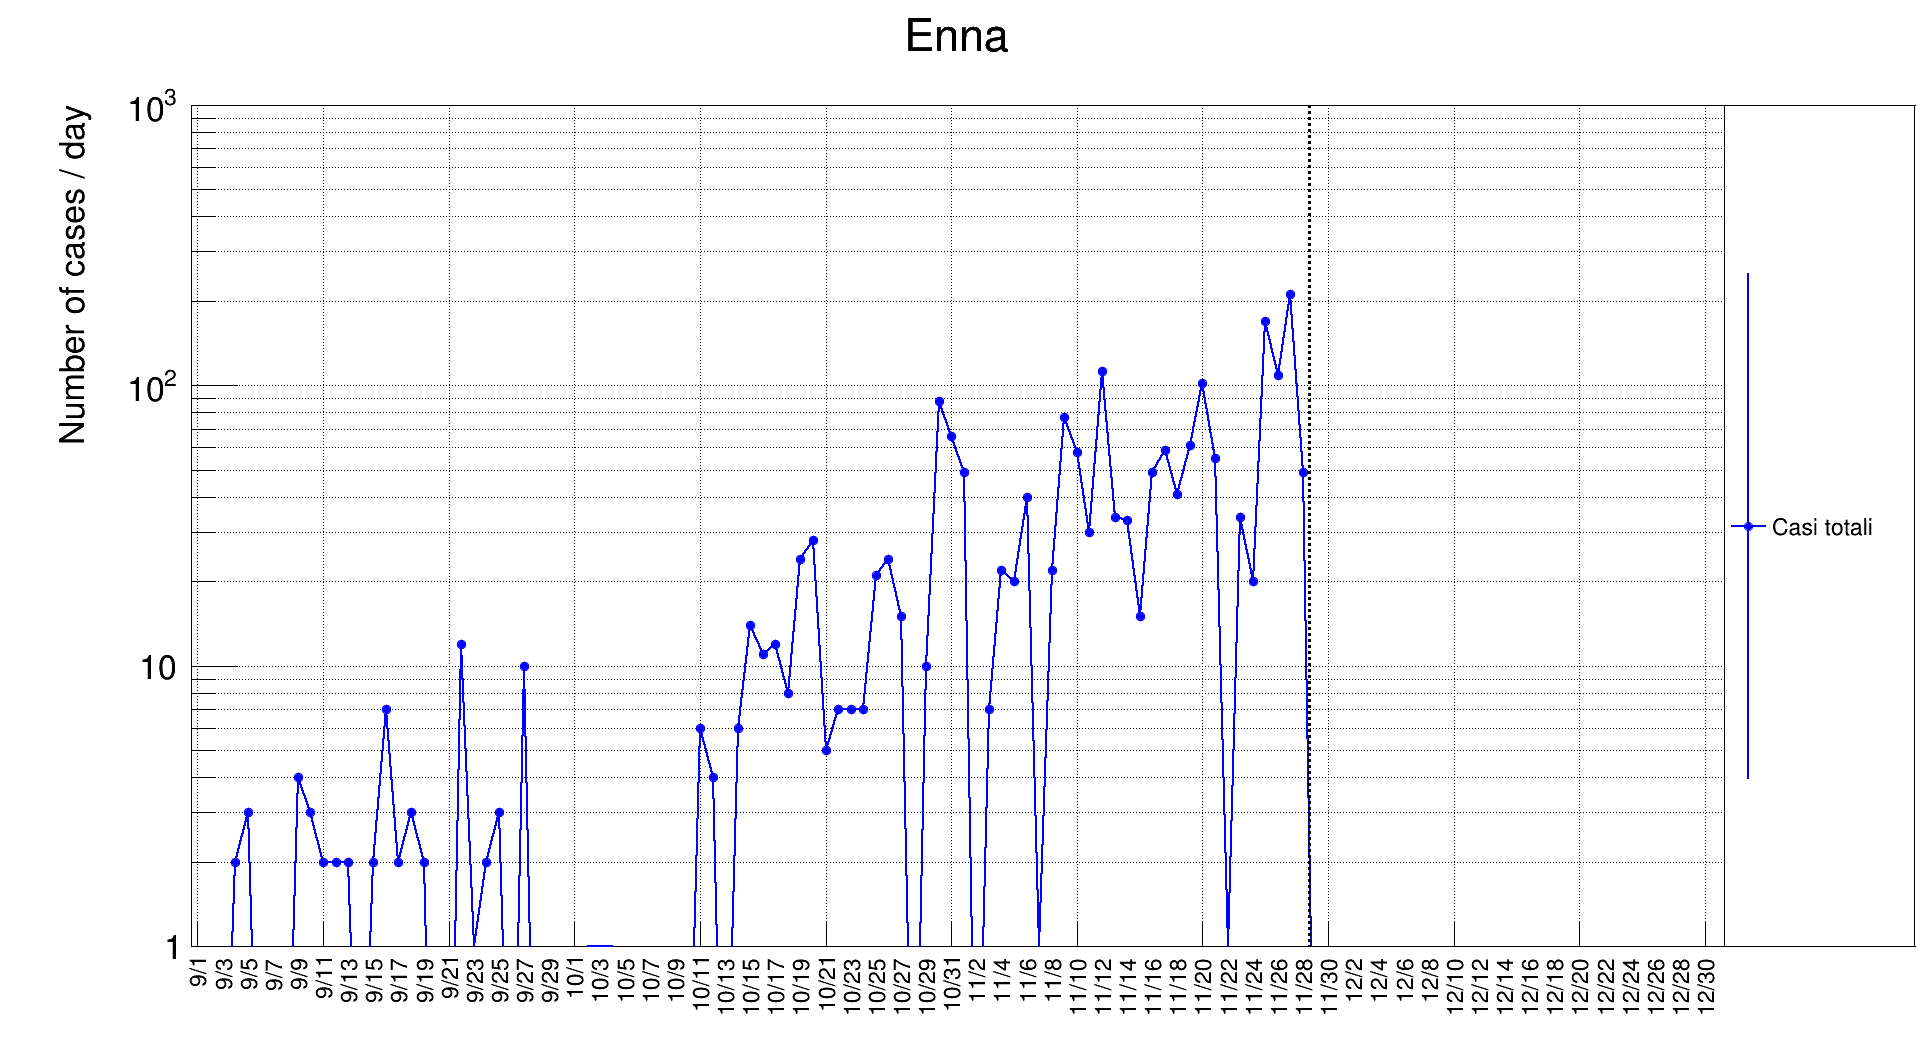 Enna
Number of cases / day
10³
10²
10
1
9/1 9/3 9/5 9/7 9/9 9/11 9/13 9/15 9/17 9/19 9/21 9/23 9/25 9/27 9/29 10/1 10/3 10/5 10/7 10/9 10/11 10/13 10/15 10/17 10/19 10/21 10/23 10/25 10/27 10/29 10/31 11/2 11/4 11/6 11/8 11/10 11/12 11/14 11/16 11/18 11/20 11/22 11/24 11/26 11/28 11/30 12/2 12/4 12/6 12/8 12/10 12/12 12/14 12/16 12/18 12/20 12/22 12/24 12/26 12/28 12/30
Casi totali